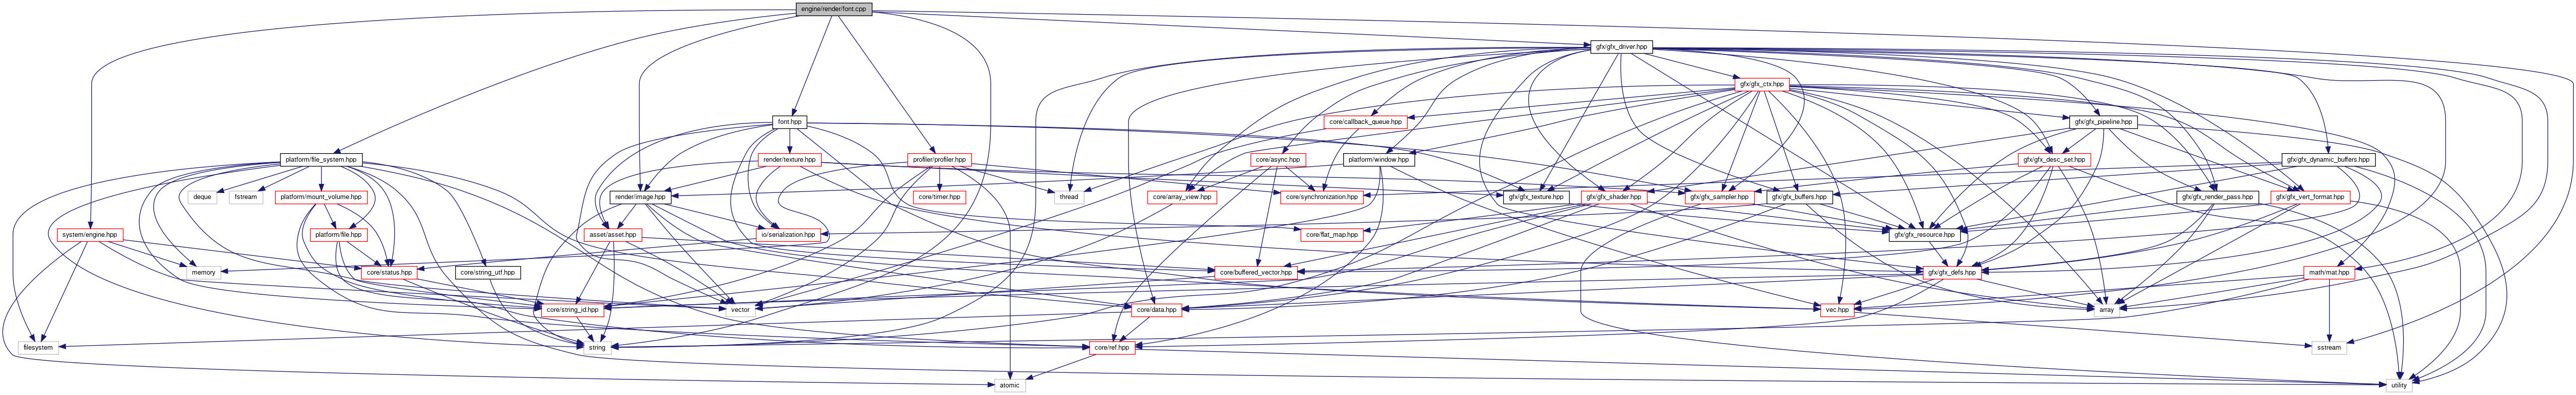 engine/render/font.cpp
gfx/gfx_driver.hpp
gfx/gfx_ctx.hpp
core/callback_queue.hpp
font.hpp
gfx/gfx_pipeline.hpp
platform/file_system.hpp
render/texture.hpp
profiler/profiler.hpp
core/async.hpp
platform/window.hpp
gfx/gfx_desc_set.hpp
gfx/gfx_dynamic_buffers.hpp
deque
fstream
platform/mount_volume.hpp
render/image.hpp
core/timer.hpp
thread
core/array_view.hpp
core/synchronization.hpp
gfx/gfx_texture.hpp
gfx/gfx_shader.hpp
gfx/gfx_sampler.hpp
gfx/gfx_buffers.hpp
gfx/gfx_render_pass.hpp
gfx/gfx_vert_format.hpp
system/engine.hpp
platform/file.hpp
asset/asset.hpp
io/serialization.hpp
core/flat_map.hpp
gfx/gfx_resource.hpp
memory
core/status.hpp
core/string_utf.hpp
core/buffered_vector.hpp
gfx/gfx_defs.hpp
math/mat.hpp
core/string_id.hpp
vector
core/data.hpp
vec.hpp
array
filesystem
string
core/ref.hpp
sstream
atomic
utility